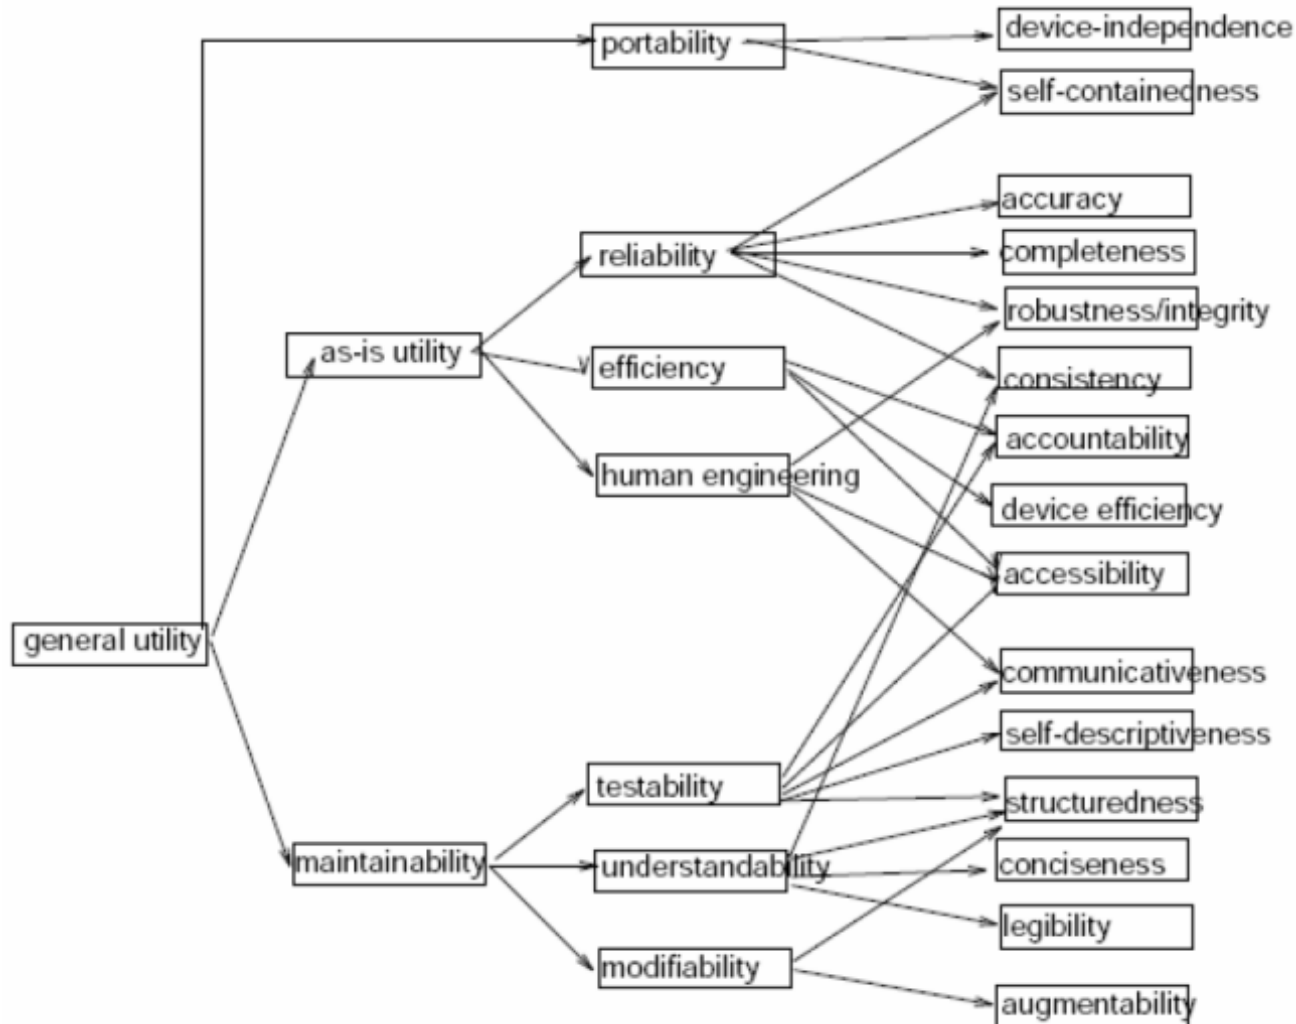 portability
device-independence
self-containedness
accuracy
reliability
completeness
robustness/integrity
as-is utility
efficiency
consistency
accountability
human engineering
device efficiency
accessibility
general utility
communicativeness
self-descriptiveness
testability
structuredness
maintainability
understandability
conciseness
legibility
modifiability
augmentability